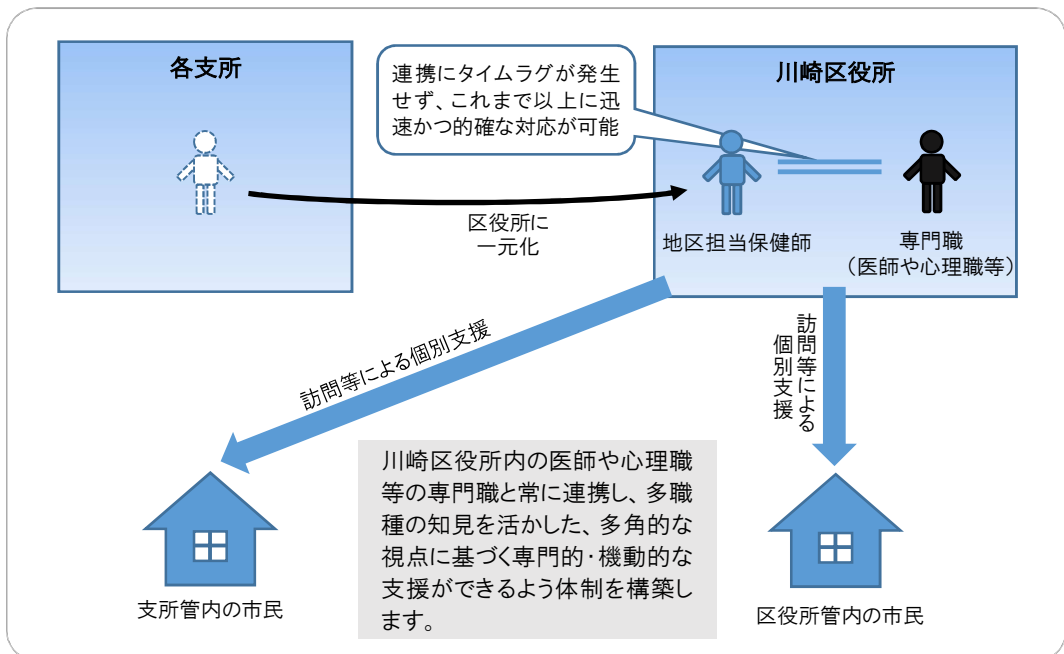 各支所
連携にタイムラグが発生
せず、これまで以上に迅
速かつ的確な対応が可能
川崎区役所
区役所に
一元化
地区担当保健師
専門職
（医師や心理職等）
訪問等による個別支援
訪問等による
個別支援
川崎区役所内の医師や心理職
等の専門職と常に連携し、多職
種の知見を活かした、多角的な
視点に基づく専門的・機動的な
支援ができるよう体制を構築し
ます。
支所管内の市民
区役所管内の市民